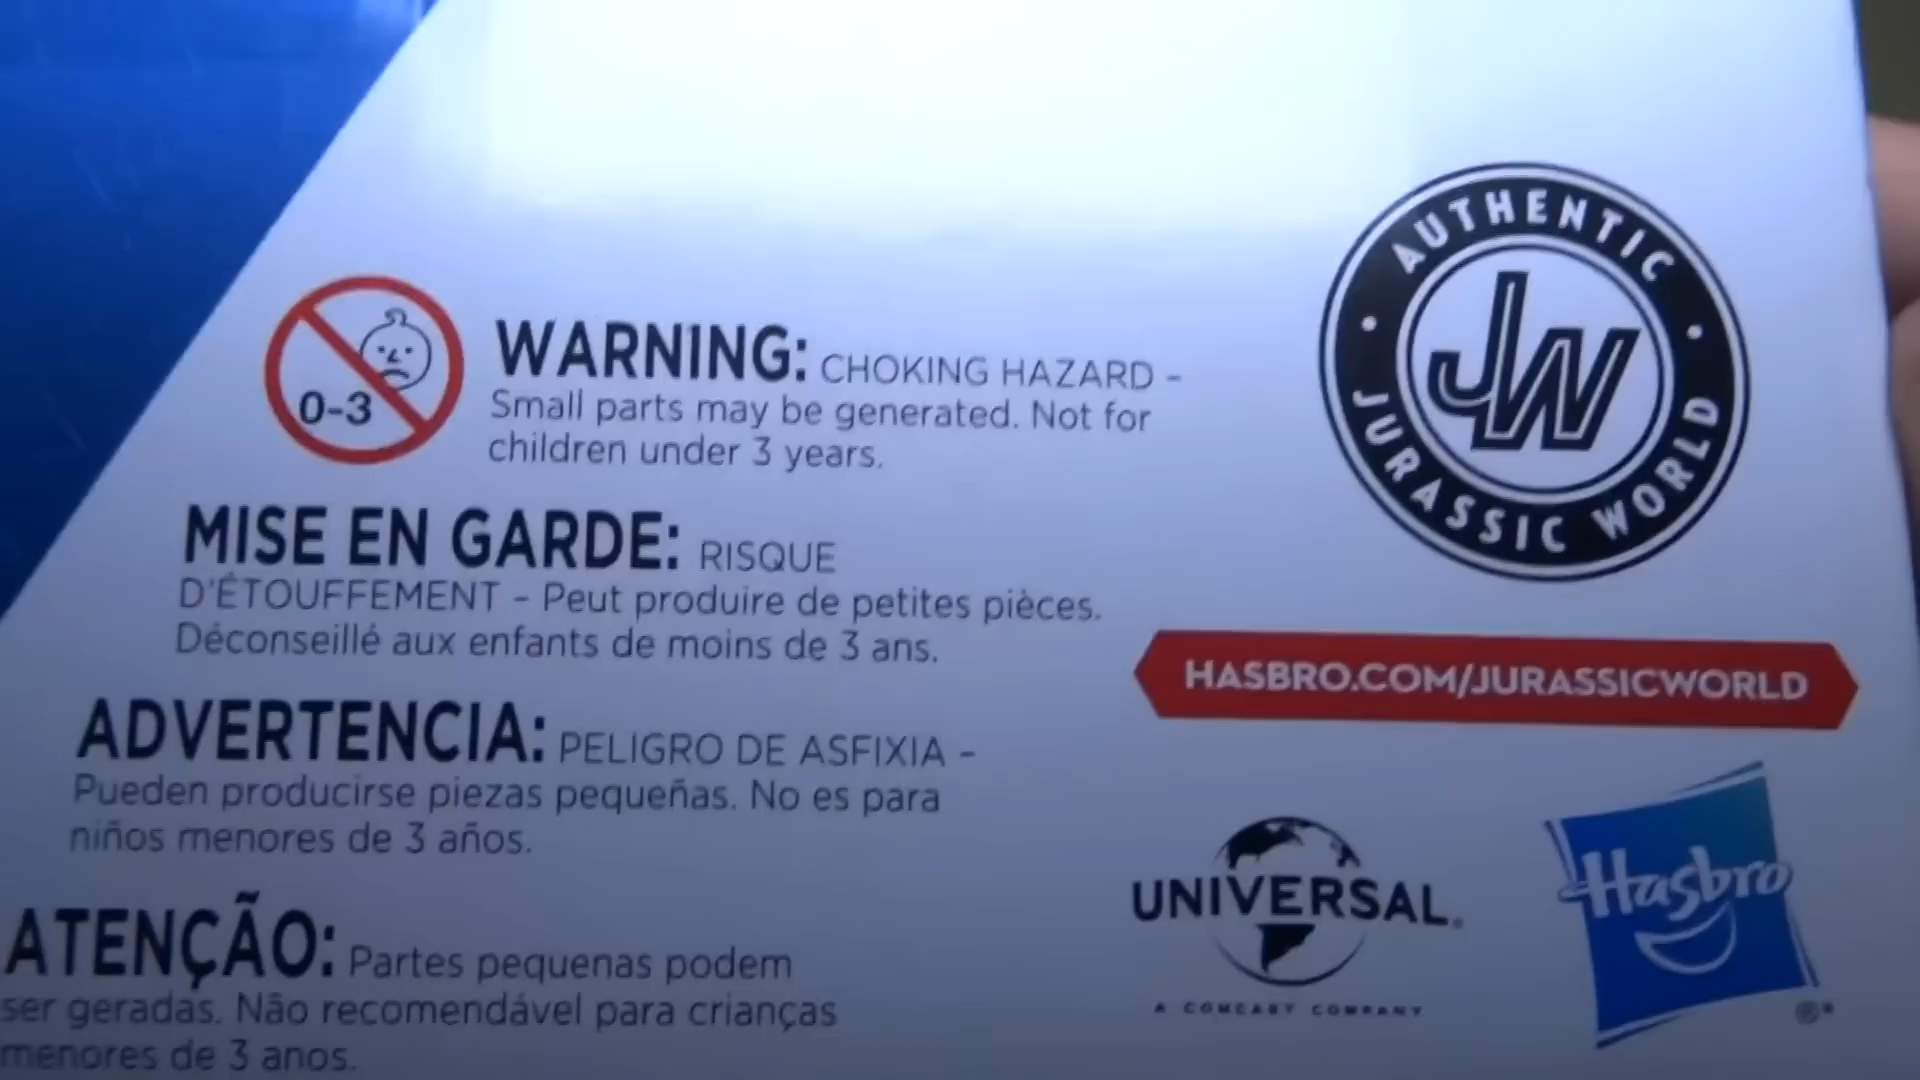 0-3
WARNING: CHOKING HAZARD –
Small parts may be generated. Not for
children under 3 years.
MISE EN GARDE: RISQUE
D'ÉTOUFFEMENT – Peut produire de petites pièces.
Déconseillé aux enfants de moins de 3 ans.
ADVERTENCIA: PELIGRO DE ASFIXIA –
Pueden producirse piezas pequeñas. No es para
niños menores de 3 años.
ATENÇÃO: Partes pequenas podem
ser geradas. Não recomendável para crianças
menores de 3 anos.
AUTHENTIC
JW
JURASSIC WORLD
HASBRO.COM/JURASSICWORLD
UNIVERSAL
A COMCAST COMPANY
Hasbro
®